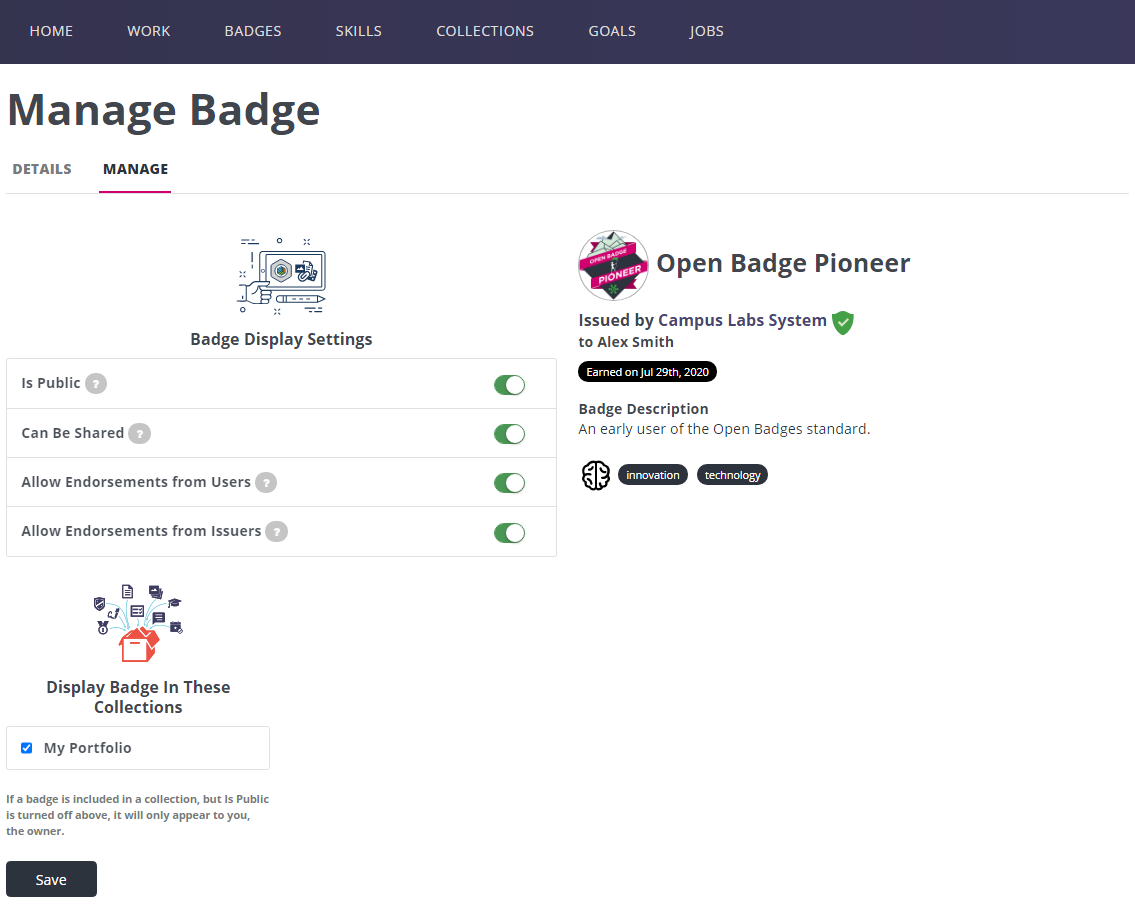 HOME WORK BADGES SKILLS COLLECTIONS GOALS JOBS
Manage Badge
DETAILS MANAGE
Badge Display Settings
Is Public ?
Can Be Shared ?
Allow Endorsements from Users ?
Allow Endorsements from Issuers ?
Display Badge In These
Collections
My Portfolio
If a badge is included in a collection, but Is Public
is turned off above, it will only appear to you,
the owner.
Save
OPEN BADGE
PIONEER
Open Badge Pioneer
Issued by Campus Labs System
to Alex Smith
Earned on Jul 29th, 2020
Badge Description
An early user of the Open Badges standard.
innovation technology